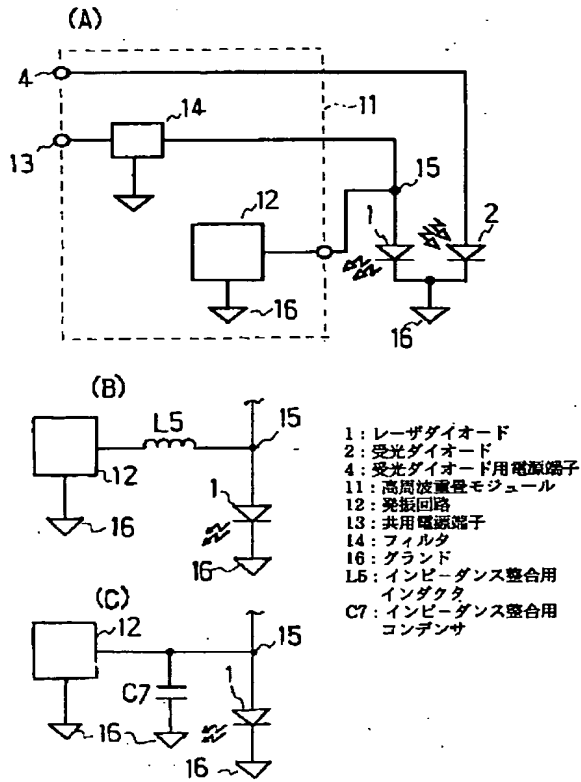 (A)
4
14
11
13
15
12
1
2
16
16
(B)
L5
15
12
1
16
16
(C)
12
15
C7
1
16
16
1：レーザダイオード
2：受光ダイオード
4：受光ダイオード用電源端子
11：高周波重畳モジュール
12：発振回路
13：共用電源端子
14：フィルタ
16：グランド
L5：インピーダンス整合用
インダクタ
C7：インピーダンス整合用
コンデンサ